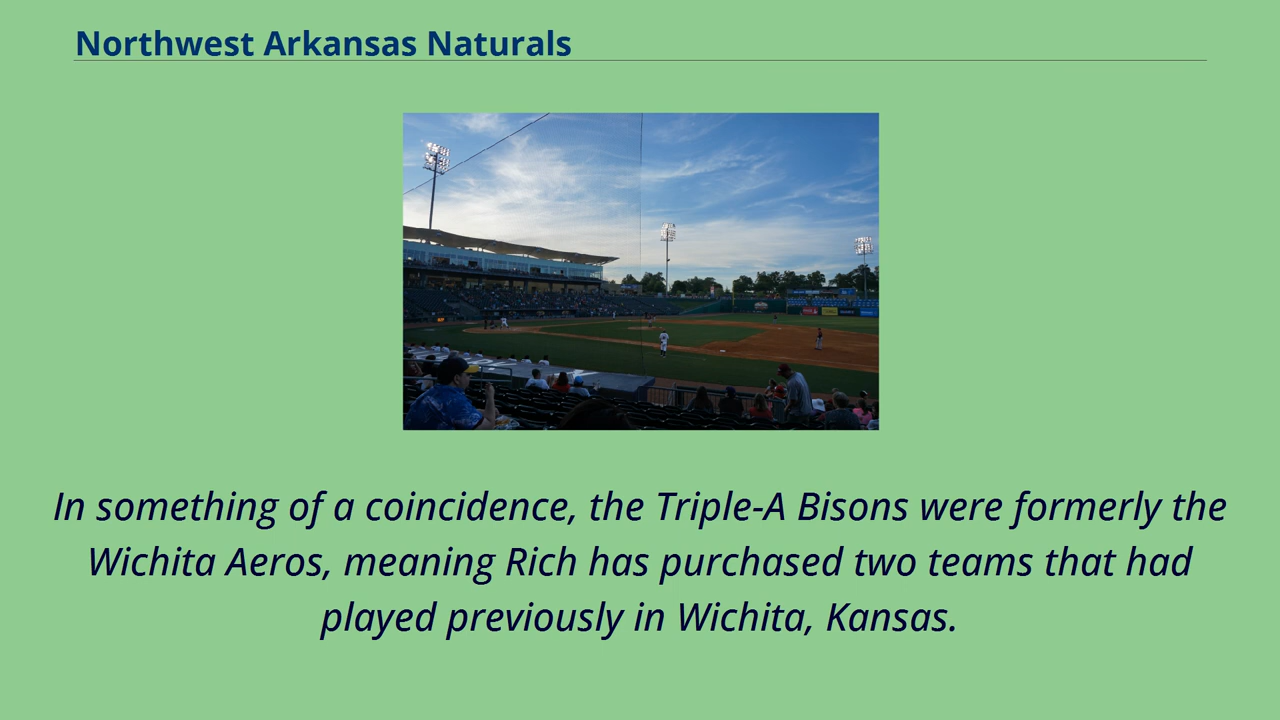 Northwest Arkansas Naturals
In something of a coincidence, the Triple-A Bisons were formerly the
Wichita Aeros, meaning Rich has purchased two teams that had
played previously in Wichita, Kansas.